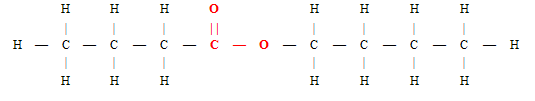 H H H O H H H H
H — C — C — C — C — O — C — C — C — C — H
H H H H H H H